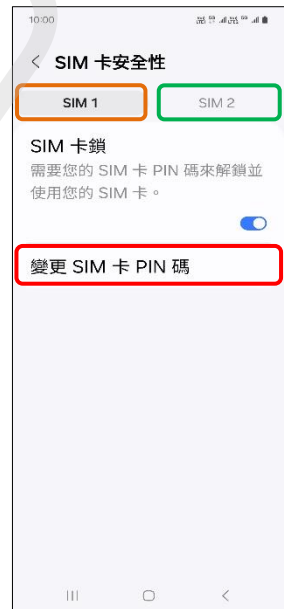 10:00
SIM 卡安全性
SIM 1
SIM 2
SIM 卡鎖
需要您的 SIM 卡 PIN 碼來解鎖並
使用您的 SIM 卡。
變更 SIM 卡 PIN 碼